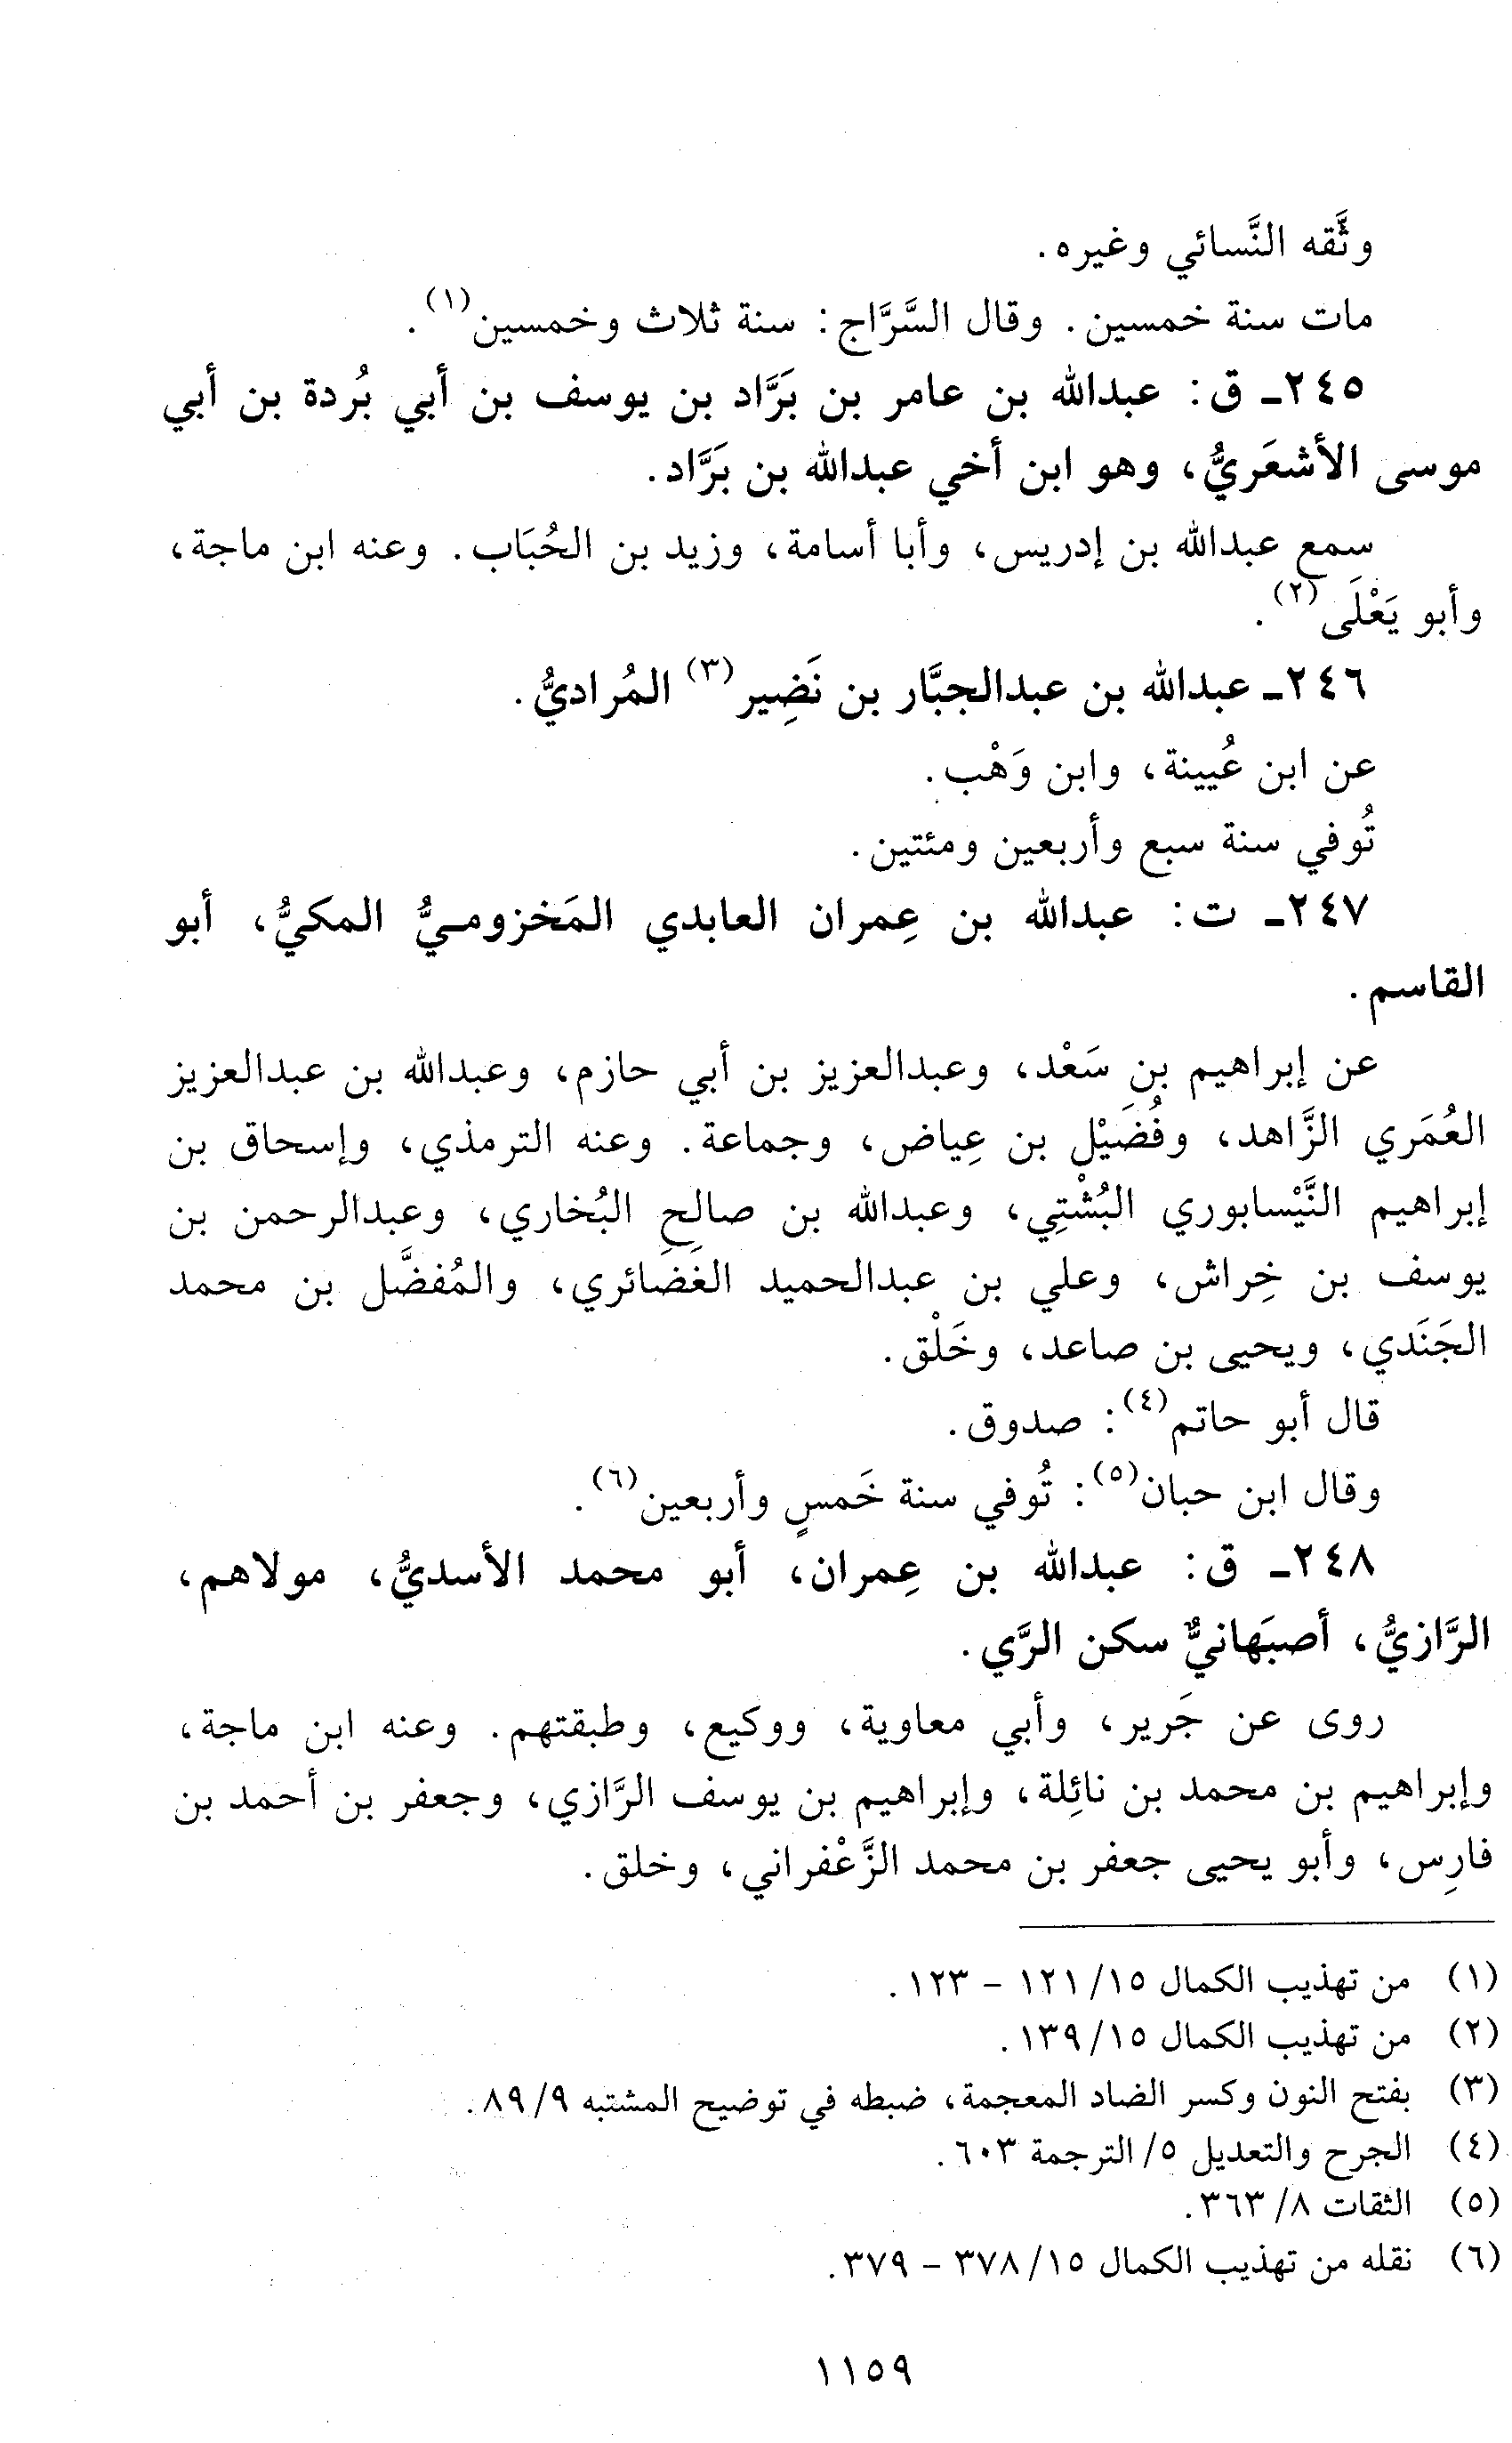 وثَّقه النَّسائي وغيره.
مات سنة خمسين. وقال السَّرَّاج: سنة ثلاث وخمسين(١).
٢٤٥ـ ق: عبدالله بن عامر بن بَرَّاد بن يوسف بن أبي بُردة بن أبي
موسى الأشعَريُّ، وهو ابن أخي عبدالله بن بَرَّاد.
سمع عبدالله بن إدريس، وأبا أسامة، وزيد بن الحُبَاب. وعنه ابن ماجة،
وأبو يَعْلَى(٢).
٢٤٦ـ عبدالله بن عبدالجبَّار بن نَضِير(٣) المُراديُّ.
عن ابن عُيينة، وابن وَهْب.
تُوفي سنة سبع وأربعين ومئتين.
٢٤٧ـ ت: عبدالله بن عِمران العابدي المَخزوميُّ المكيُّ، أبو
القاسم.
عن إبراهيم بن سَعْد، وعبدالعزيز بن أبي حازم، وعبدالله بن عبدالعزيز
العُمَري الزَّاهد، وفُضَيْل بن عِياض، وجماعة. وعنه الترمذي، وإسحاق بن
إبراهيم النَّيْسابوري البُشْتِي، وعبدالله بن صالح البُخاري، وعبدالرحمن بن
يوسف بن خِراش، وعلي بن عبدالحميد الغَضَائري، والمُفضَّل بن محمد
الجَنَدي، ويحيى بن صاعد، وخَلْق.
قال أبو حاتم(٤): صدوق.
وقال ابن حبان(٥): تُوفي سنة خَمسٍ وأربعين(٦).
٢٤٨ـ ق: عبدالله بن عِمران، أبو محمد الأسديُّ، مولاهم،
الرَّازيُّ، أصبَهانيٌّ سكن الرَّي.
روى عن جَرير، وأبي معاوية، ووكيع، وطبقتهم. وعنه ابن ماجة،
وإبراهيم بن محمد بن نائِلة، وإبراهيم بن يوسف الرَّازي، وجعفر بن أحمد بن
فارِس، وأبو يحيى جعفر بن محمد الزَّعْفراني، وخلق.
(١) من تهذيب الكمال ١٥/ ١٢١ - ١٢٣.
(٢) من تهذيب الكمال ١٥/ ١٣٩.
(٣) بفتح النون وكسر الضاد المعجمة، ضبطه في توضيح المشتبه ٩/ ٨٩.
(٤) الجرح والتعديل ٥/ الترجمة ٦٠٣.
(٥) الثقات ٨/ ٣٦٣.
(٦) نقله من تهذيب الكمال ١٥/ ٣٧٨ - ٣٧٩.
١١٥٩